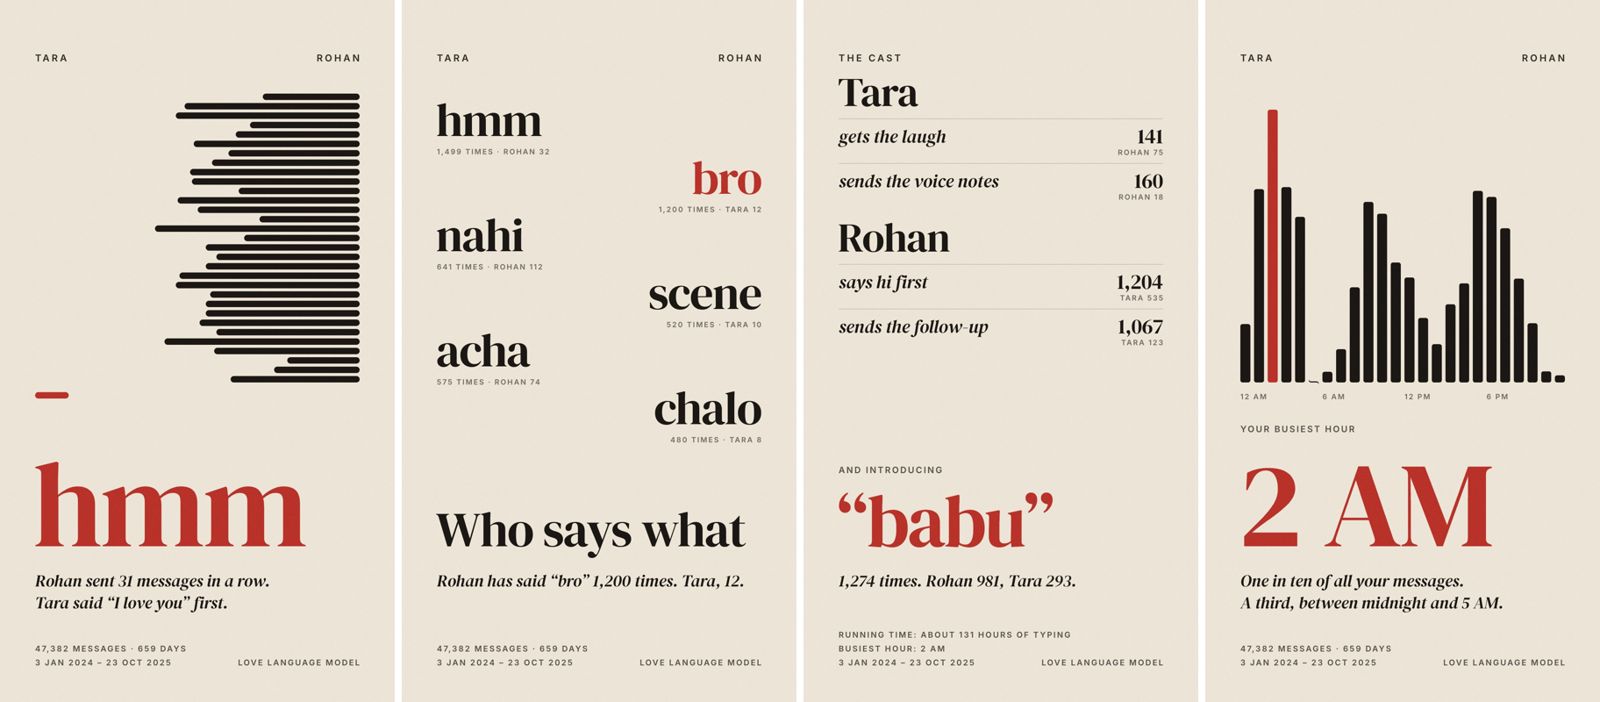 TARA
ROHAN
hmm
Rohan sent 31 messages in a row.
Tara said “I love you” first.
47,382 MESSAGES · 659 DAYS
3 JAN 2024 – 23 OCT 2025
LOVE LANGUAGE MODEL
TARA
ROHAN
hmm
1,499 TIMES · ROHAN 32
bro
1,200 TIMES · TARA 12
nahi
641 TIMES · ROHAN 112
scene
520 TIMES · TARA 10
acha
575 TIMES · ROHAN 74
chalo
480 TIMES · TARA 8
Who says what
Rohan has said “bro” 1,200 times. Tara, 12.
47,382 MESSAGES · 659 DAYS
3 JAN 2024 – 23 OCT 2025
LOVE LANGUAGE MODEL
THE CAST
Tara
gets the laugh 141
ROHAN 75
sends the voice notes 160
ROHAN 18
Rohan
says hi first 1,204
TARA 535
sends the follow-up 1,067
TARA 123
AND INTRODUCING
“babu”
1,274 times. Rohan 981, Tara 293.
RUNNING TIME: ABOUT 131 HOURS OF TYPING
BUSIEST HOUR: 2 AM
3 JAN 2024 – 23 OCT 2025
LOVE LANGUAGE MODEL
TARA
ROHAN
12 AM 6 AM 12 PM 6 PM
YOUR BUSIEST HOUR
2 AM
One in ten of all your messages.
A third, between midnight and 5 AM.
47,382 MESSAGES · 659 DAYS
3 JAN 2024 – 23 OCT 2025
LOVE LANGUAGE MODEL